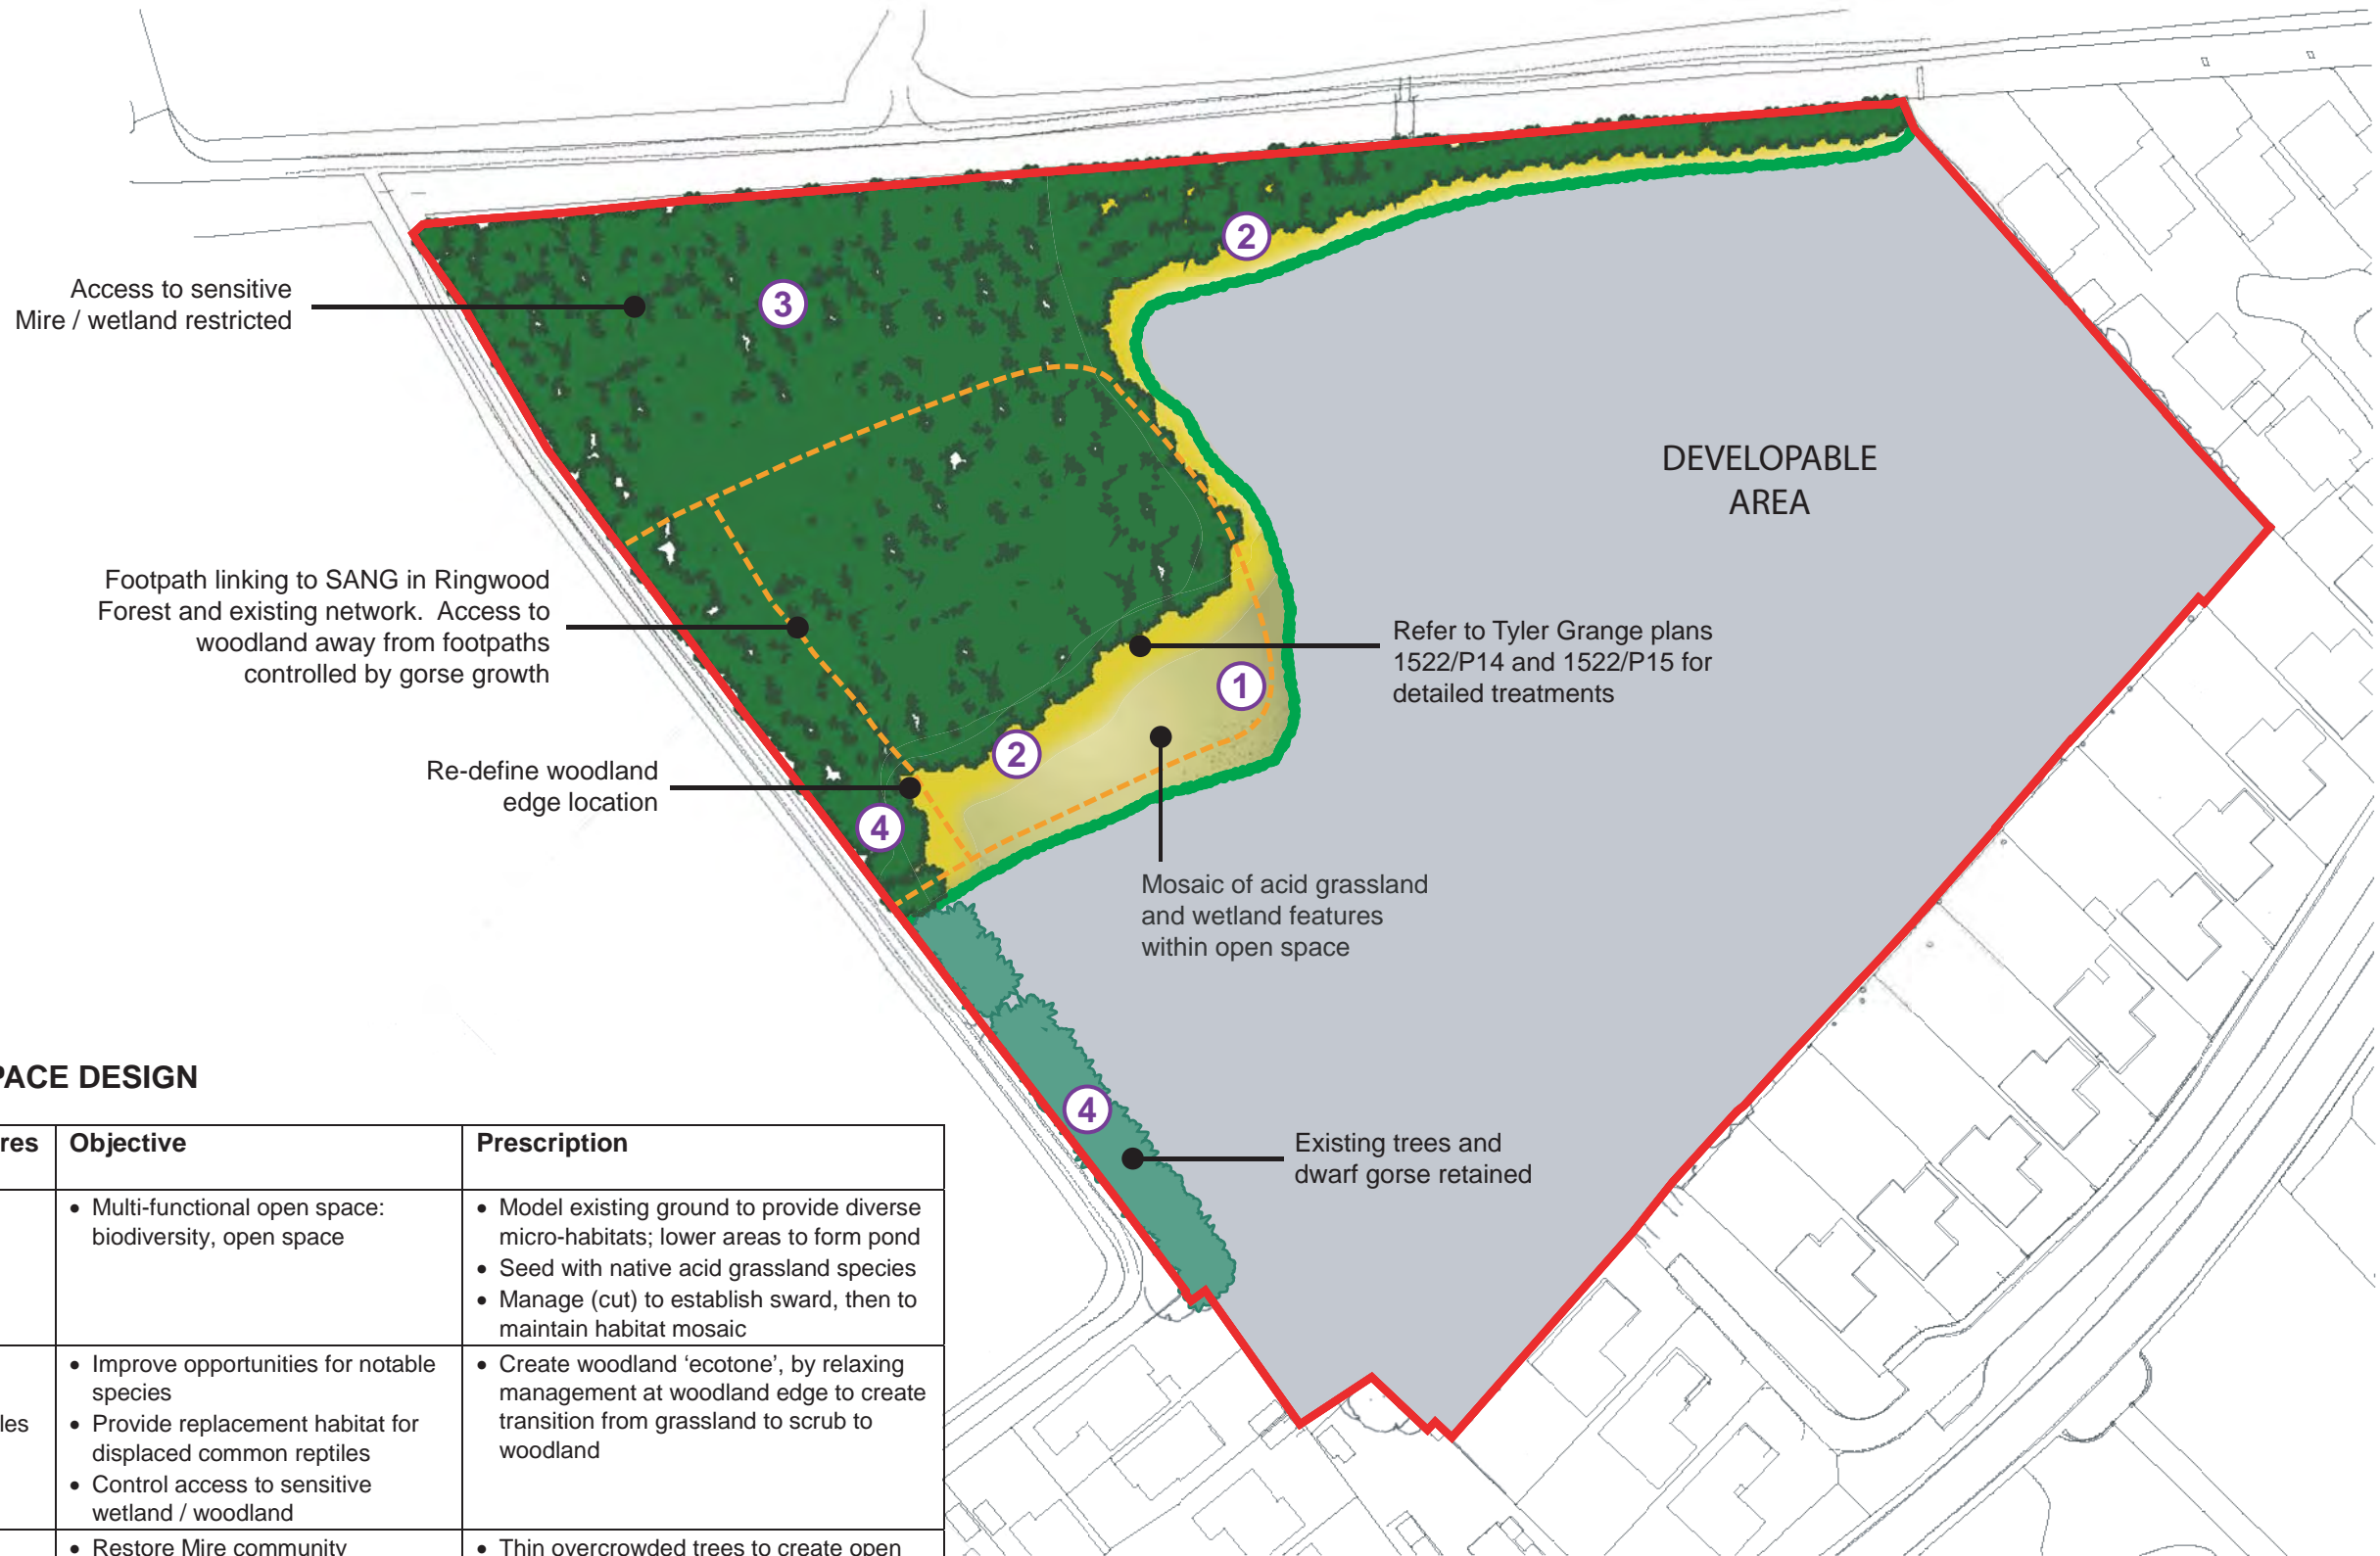 Access to sensitive
Mire / wetland restricted
3
2
DEVELOPABLE
AREA
Footpath linking to SANG in Ringwood
Forest and existing network.  Access to
woodland away from footpaths
controlled by gorse growth
Refer to Tyler Grange plans
1522/P14 and 1522/P15 for
detailed treatments
1
2
Re-define woodland
edge location
4
Mosaic of acid grassland
and wetland features
within open space
4
Existing trees and
dwarf gorse retained
PACE DESIGN
res
Objective
Prescription
• Multi-functional open space:
biodiversity, open space
• Model existing ground to provide diverse
micro-habitats; lower areas to form pond
• Seed with native acid grassland species
• Manage (cut) to establish sward, then to
maintain habitat mosaic
les
• Improve opportunities for notable
species
• Provide replacement habitat for
displaced common reptiles
• Control access to sensitive
wetland / woodland
• Create woodland ‘ecotone’, by relaxing
management at woodland edge to create
transition from grassland to scrub to
woodland
• Restore Mire community
• Thin overcrowded trees to create open